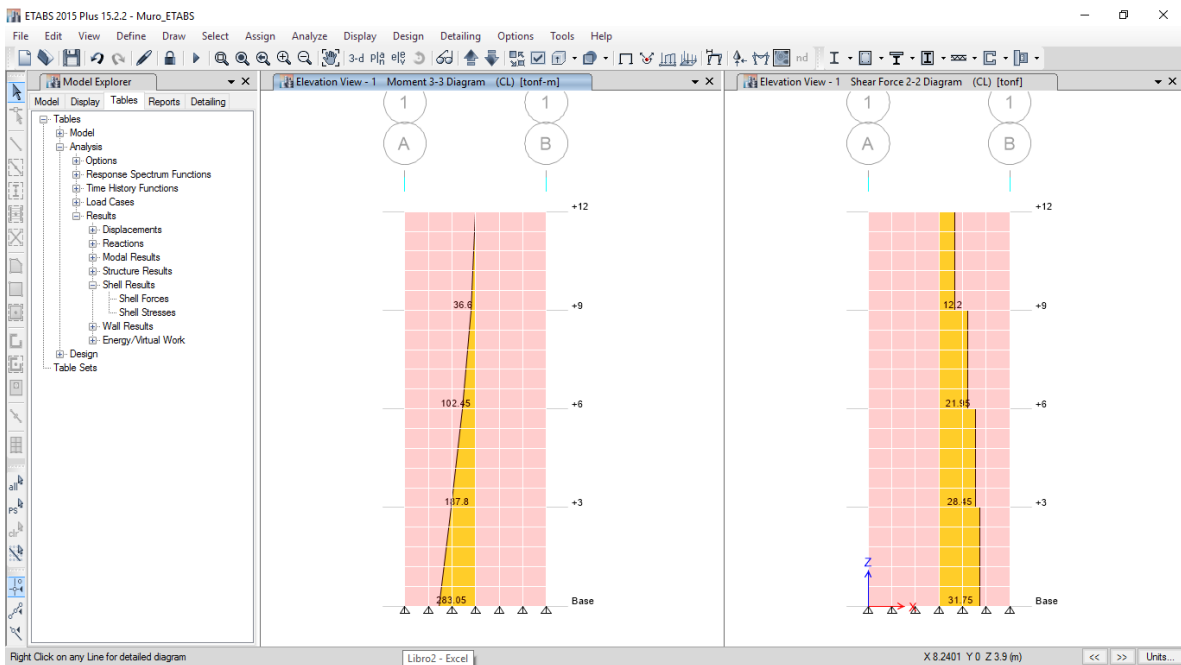 ETABS 2015 Plus 15.2.2 - Muro_ETABS
File Edit View Define Draw Select Assign Analyze Display Design Detailing Options Tools Help
3-d nd
Model Explorer
Model Display Tables Reports Detailing
Tables
Model
Analysis
Options
Response Spectrum Functions
Time History Functions
Load Cases
Results
Displacements
Reactions
Modal Results
Structure Results
Shell Results
Shell Forces
Shell Stresses
Wall Results
Energy/Virtual Work
Design
Table Sets
all
PS
clr
Elevation View - 1 Moment 3-3 Diagram (CL) [tonf-m]
1 1
A B
+12
36.6 +9
102.45 +6
187.8 +3
283.05 Base
Elevation View - 1 Shear Force 2-2 Diagram (CL) [tonf]
1 1
A B
+12
12.2 +9
21.95 +6
28.45 +3
Z
31.75 Base
X
Right Click on any Line for detailed diagram
Libro2 - Excel
X 8.2401 Y 0 Z 3.9 (m)
<< >> Units...